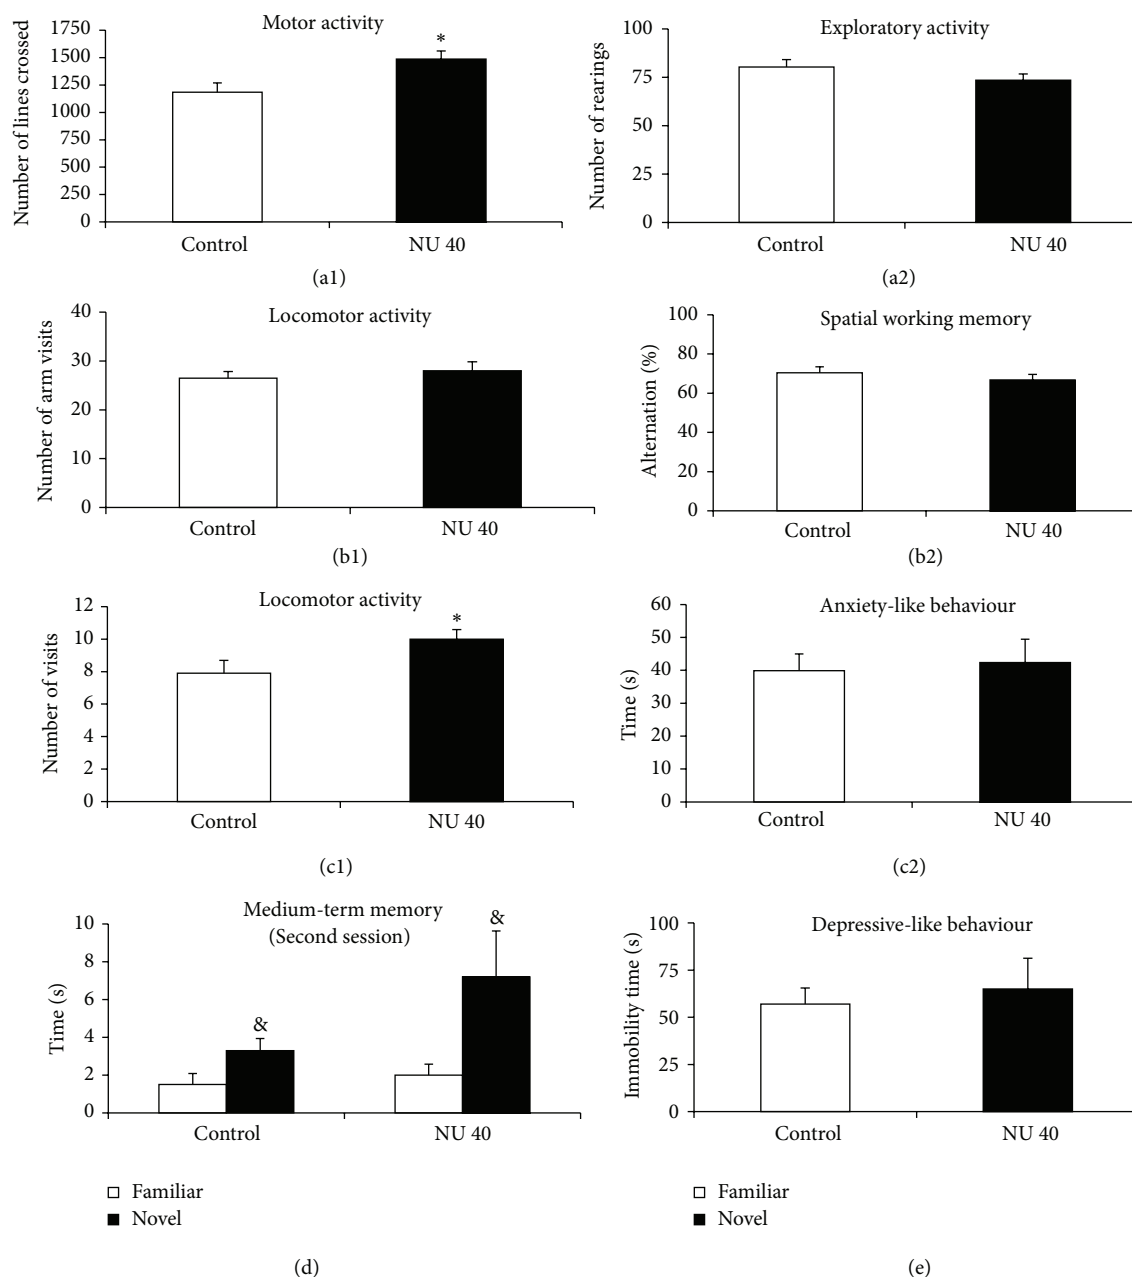 Motor activity
Number of lines crossed
1750
1500
1250
1000
750
500
250
0
*
Control
NU 40
(a1)
Exploratory activity
Number of rearings
100
75
50
25
0
Control
NU 40
(a2)
Locomotor activity
Number of arm visits
40
30
20
10
0
Control
NU 40
(b1)
Spatial working memory
Alternation (%)
100
80
60
40
20
0
Control
NU 40
(b2)
Locomotor activity
Number of visits
12
10
8
6
4
2
0
*
Control
NU 40
(c1)
Anxiety-like behaviour
Time (s)
60
50
40
30
20
10
0
Control
NU 40
(c2)
Medium-term memory
(Second session)
Time (s)
10
8
6
4
2
0
&
&
Control
NU 40
Familiar
Novel
(d)
Depressive-like behaviour
Immobility time (s)
100
75
50
25
0
Control
NU 40
Familiar
Novel
(e)